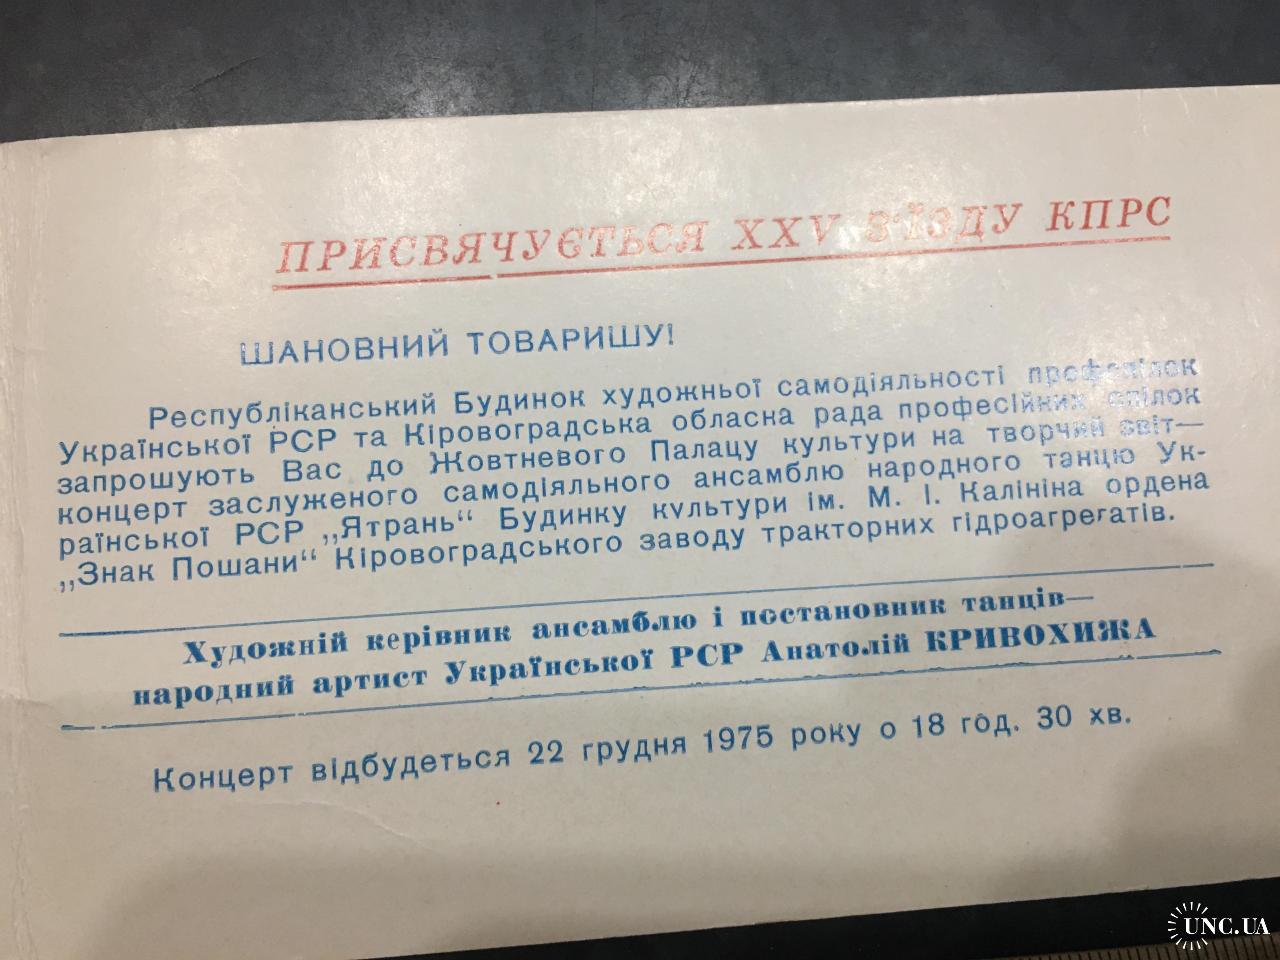 ПРИСВЯЧУЄТЬСЯ XXV З'ЇЗДУ КПРС
ШАНОВНИЙ ТОВАРИШУ!
Республіканський Будинок художньої самодіяльності профспілок
Української РСР та Кіровоградська обласна рада професійних спілок
запрошують Вас до Жовтневого Палацу культури на творчий звіт—
концерт заслуженого самодіяльного ансамблю народного танцю Ук-
раїнської РСР „Ятрань“ Будинку культури ім. М. І. Калініна ордена
„Знак Пошани“ Кіровоградського заводу тракторних гідроагрегатів.
Художній керівник ансамблю і постановник танців—
народний артист Української РСР Анатолій КРИВОХИЖА
Концерт відбудеться 22 грудня 1975 року о 18 год. 30 хв.
UNC.UA